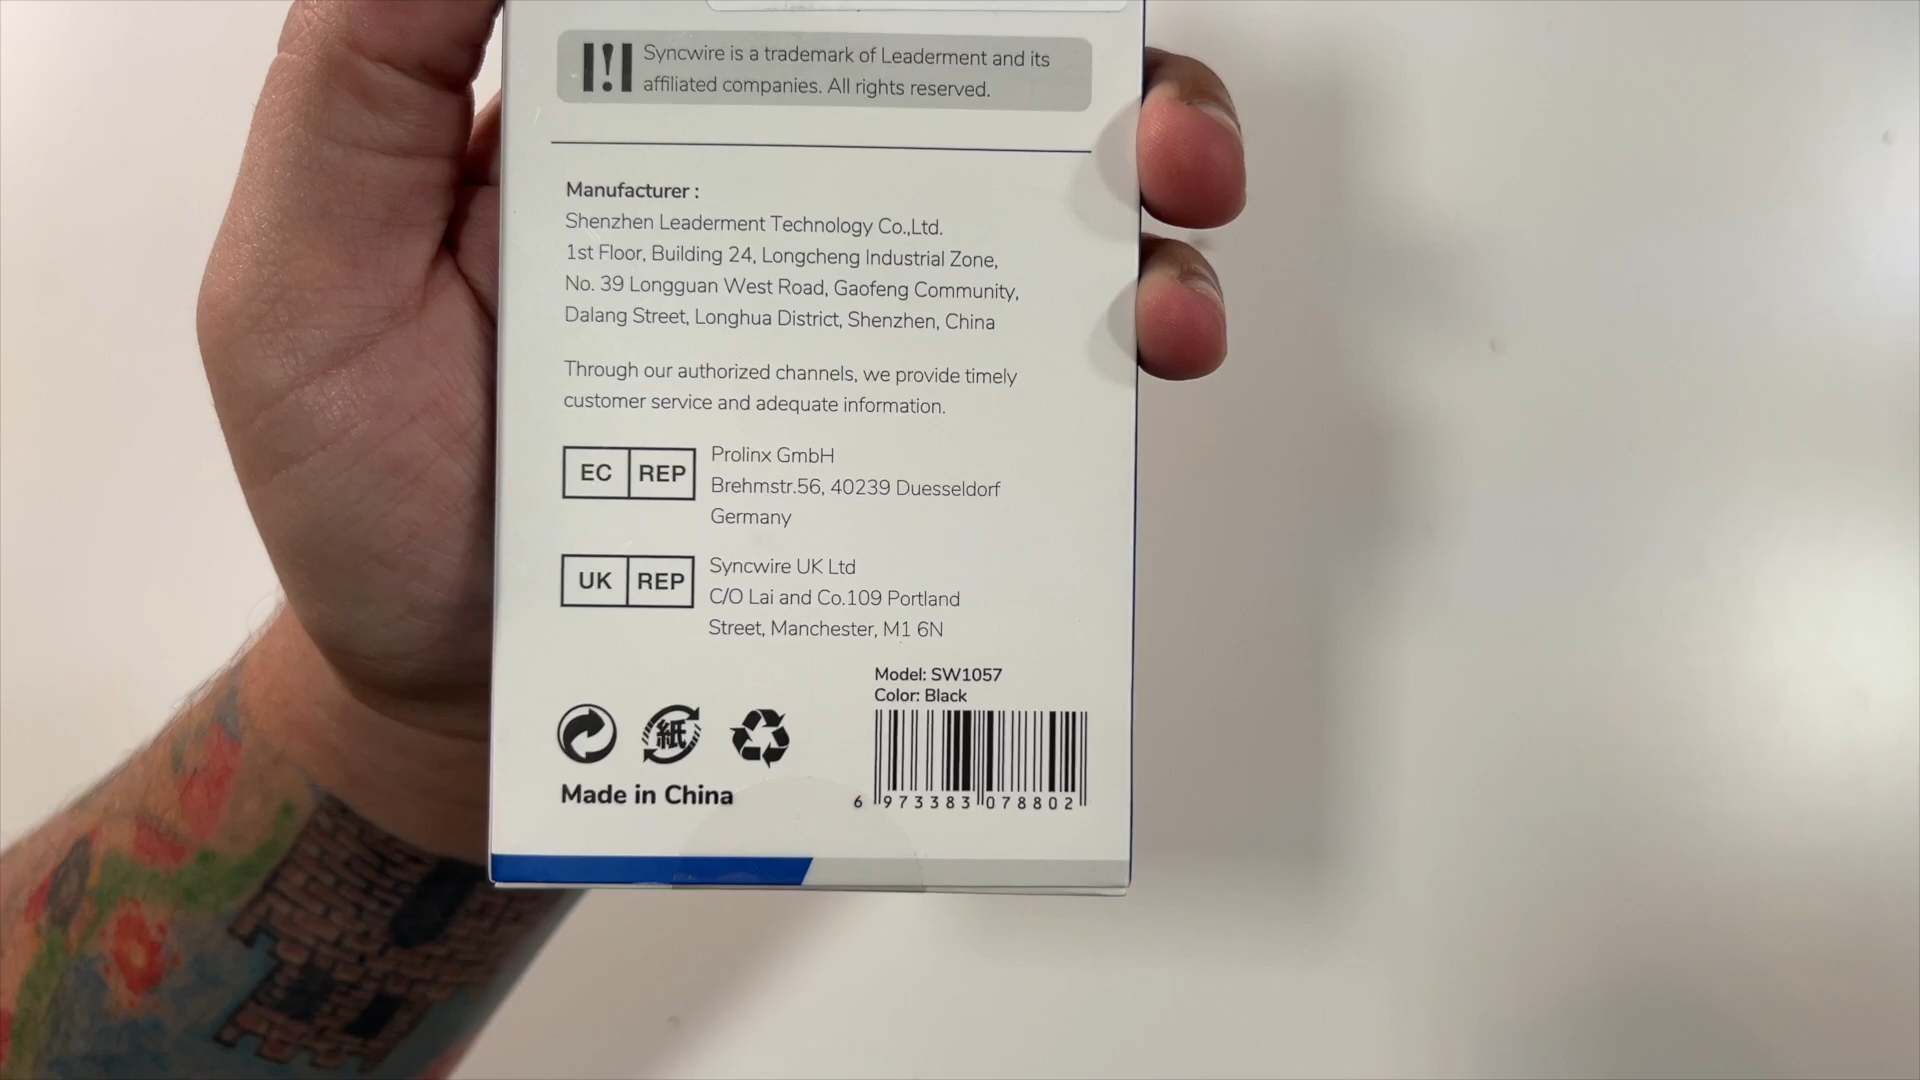 Syncwire is a trademark of Leaderment and its
affiliated companies. All rights reserved.
Manufacturer :
Shenzhen Leaderment Technology Co.,Ltd.
1st Floor, Building 24, Longcheng Industrial Zone,
No. 39 Longguan West Road, Gaofeng Community,
Dalang Street, Longhua District, Shenzhen, China
Through our authorized channels, we provide timely
customer service and adequate information.
EC REP
Prolinx GmbH
Brehmstr.56, 40239 Duesseldorf
Germany
UK REP
Syncwire UK Ltd
C/O Lai and Co.109 Portland
Street, Manchester, M1 6N
Model: SW1057
Color: Black
紙
Made in China
6 973383 078802